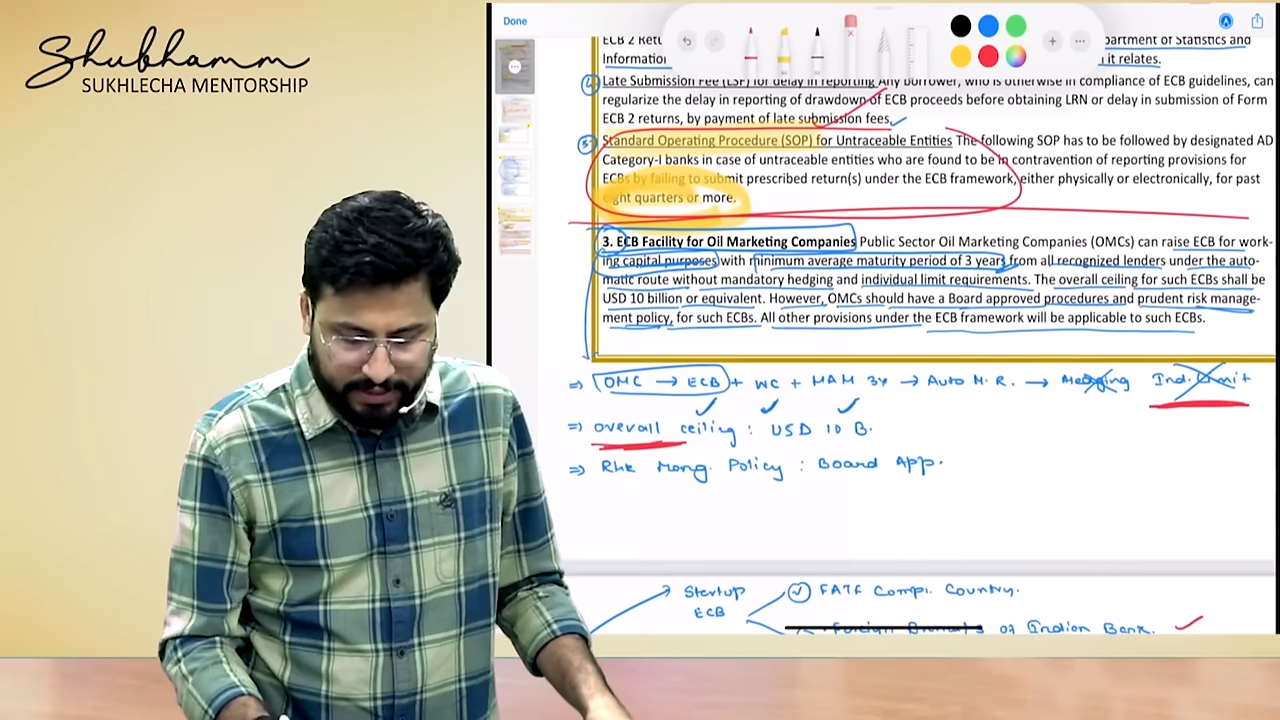 Shubhamm
SUKHLECHA MENTORSHIP
Done
ECB 2 Retu
partment of Statistics and
Information
it relates.
4 Late Submission Fee (LSF) for delay in reporting Any borrower, who is otherwise in compliance of ECB guidelines, can
regularize the delay in reporting of drawdown of ECB proceeds before obtaining LRN or delay in submission of Form
ECB 2 returns, by payment of late submission fees.
5 Standard Operating Procedure (SOP) for Untraceable Entities The following SOP has to be followed by designated AD
Category-I banks in case of untraceable entities who are found to be in contravention of reporting provisions for
ECBs by failing to submit prescribed return(s) under the ECB framework, either physically or electronically, for past
eight quarters or more.
3. ECB Facility for Oil Marketing Companies Public Sector Oil Marketing Companies (OMCs) can raise ECB for work-
ing capital purposes with minimum average maturity period of 3 years from all recognized lenders under the auto-
matic route without mandatory hedging and individual limit requirements. The overall ceiling for such ECBs shall be
USD 10 billion or equivalent. However, OMCs should have a Board approved procedures and prudent risk manage-
ment policy, for such ECBs. All other provisions under the ECB framework will be applicable to such ECBs.
⇒ OMC → ECB + WC + MAM 3Y → Auto M.R. → Hedging Ind. Limit
⇒ overall ceiling : USD 10 B.
⇒ Policy : Board App.
Startup
ECB
FATF Compl. Country.
of Indian Bank.